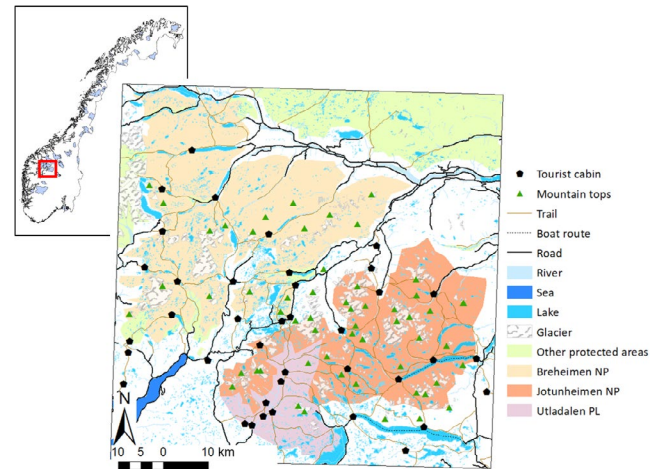 Tourist cabin
Mountain tops
Trail
Boat route
Road
River
Sea
Lake
Glacier
Other protected areas
Breheimen NP
Jotunheimen NP
Utladalen PL
N
10 5 0 10 km